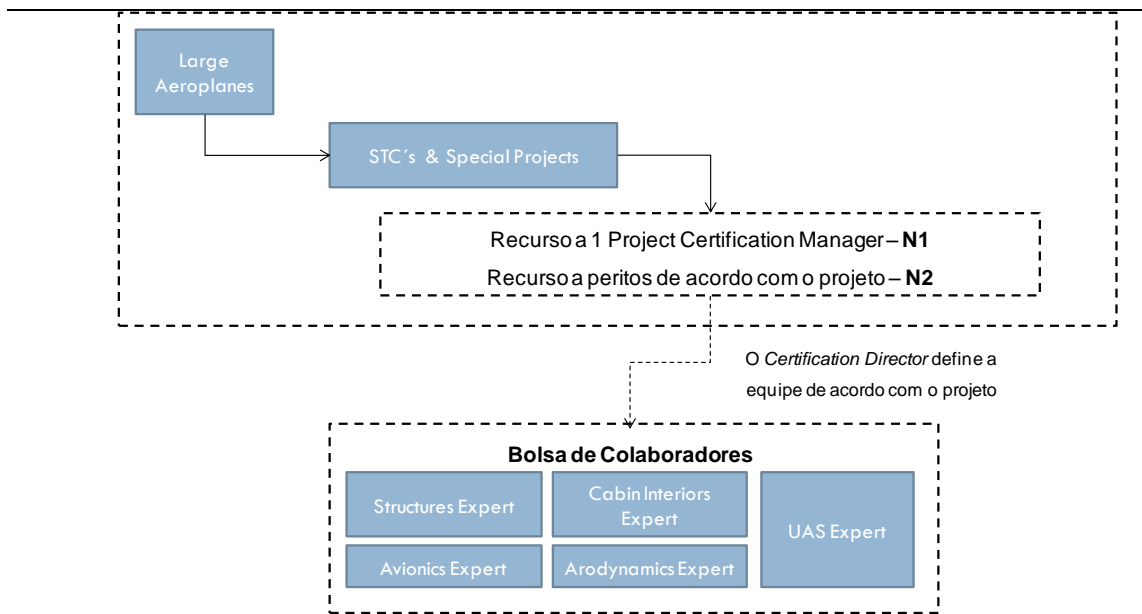 Large
Aeroplanes
STC´s & Special Projects
Recurso a 1 Project Certification Manager – N1
Recurso a peritos de acordo com o projeto – N2
O Certification Director define a
equipe de acordo com o projeto
Bolsa de Colaboradores
Structures Expert
Cabin Interiors
Expert
UAS Expert
Avionics Expert
Arodynamics Expert